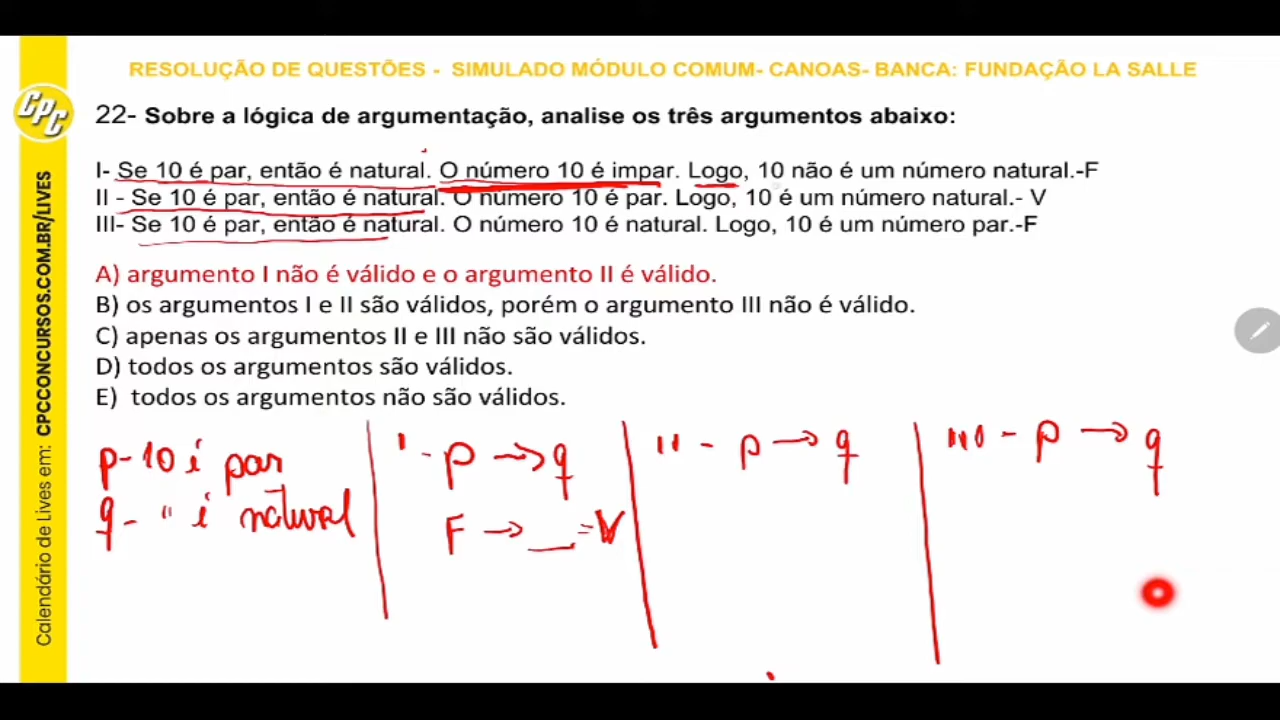 RESOLUÇÃO DE QUESTÕES - SIMULADO MÓDULO COMUM- CANOAS- BANCA: FUNDAÇÃO LA SALLE
CPC
Calendário de Lives em: CPCCONCURSOS.COM.BR/LIVES
22- Sobre a lógica de argumentação, analise os três argumentos abaixo:
I- Se 10 é par, então é natural. O número 10 é impar. Logo, 10 não é um número natural.-F
II - Se 10 é par, então é natural. O número 10 é par. Logo, 10 é um número natural.- V
III- Se 10 é par, então é natural. O número 10 é natural. Logo, 10 é um número par.-F
A) argumento I não é válido e o argumento II é válido.
B) os argumentos I e II são válidos, porém o argumento III não é válido.
C) apenas os argumentos II e III não são válidos.
D) todos os argumentos são válidos.
E) todos os argumentos não são válidos.
p-10 é par
q- " é natural
I - p → q
F → __ = V
II - p → q
III - p → q